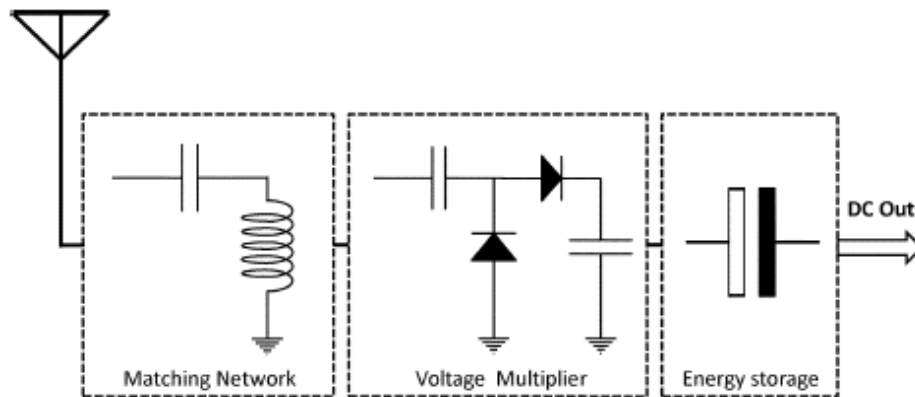 DC Out
Matching Network
Voltage Multiplier
Energy storage